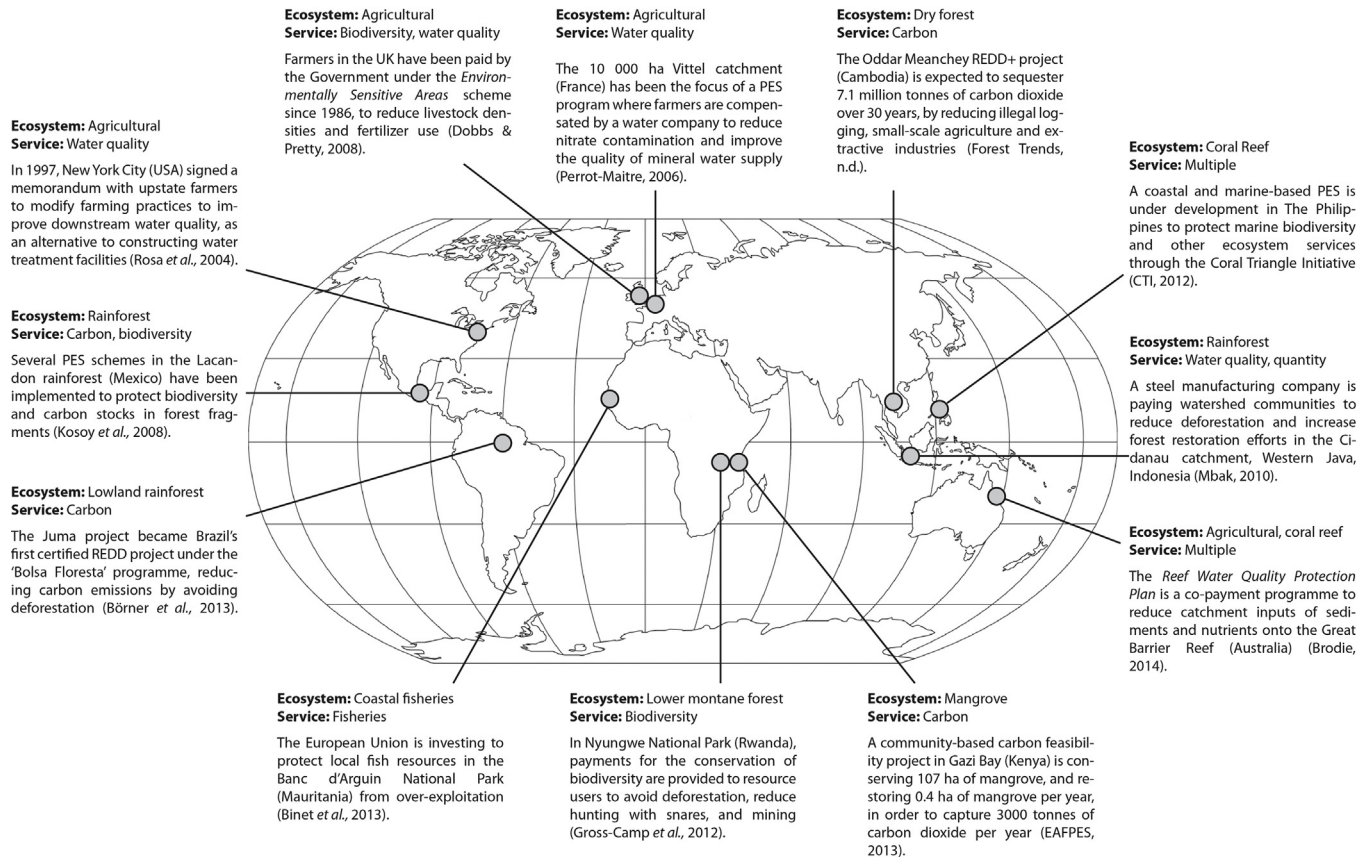 Ecosystem: Agricultural
Service: Biodiversity, water quality
Farmers in the UK have been paid by
the Government under the Environ-
mentally Sensitive Areas scheme
since 1986, to reduce livestock den-
sities and fertilizer use (Dobbs &
Pretty, 2008).
Ecosystem: Agricultural
Service: Water quality
The 10 000 ha Vittel catchment
(France) has been the focus of a PES
program where farmers are compen-
sated by a water company to reduce
nitrate contamination and improve
the quality of mineral water supply
(Perrot-Maitre, 2006).
Ecosystem: Dry forest
Service: Carbon
The Oddar Meanchey REDD+ project
(Cambodia) is expected to sequester
7.1 million tonnes of carbon dioxide
over 30 years, by reducing illegal log-
ging, small-scale agriculture and ex-
tractive industries (Forest Trends,
n.d.).
Ecosystem: Agricultural
Service: Water quality
In 1997, New York City (USA) signed a
memorandum with upstate farmers
to modify farming practices to im-
prove downstream water quality, as
an alternative to constructing water
treatment facilities (Rosa et al., 2004).
Ecosystem: Rainforest
Service: Carbon, biodiversity
Several PES schemes in the Lacan-
don rainforest (Mexico) have been
implemented to protect biodiversity
and carbon stocks in forest frag-
ments (Kosoy et al., 2008).
Ecosystem: Lowland rainforest
Service: Carbon
The Juma project became Brazil's
first certified REDD project under the
'Bolsa Floresta' programme, reduc-
ing carbon emissions by avoiding
deforestation (Börner et al., 2013).
Ecosystem: Coral Reef
Service: Multiple
A coastal and marine-based PES is
under development in The Philip-
pines to protect marine biodiversity
and other ecosystem services
through the Coral Triangle Initiative
(CTI, 2012).
Ecosystem: Rainforest
Service: Water quality, quantity
A steel manufacturing company is
paying watershed communities to
reduce deforestation and increase
forest restoration efforts in the Ci-
danau catchment, Western Java,
Indonesia (Mbak, 2010).
Ecosystem: Agricultural, coral reef
Service: Multiple
The Reef Water Quality Protection
Plan is a co-payment programme to
reduce catchment inputs of sedi-
ments and nutrients onto the Great
Barrier Reef (Australia) (Brodie,
2014).
Ecosystem: Coastal fisheries
Service: Fisheries
The European Union is investing to
protect local fish resources in the
Banc d'Arguin National Park
(Mauritania) from over-exploitation
(Binet et al., 2013).
Ecosystem: Lower montane forest
Service: Biodiversity
In Nyungwe National Park (Rwanda),
payments for the conservation of
biodiversity are provided to resource
users to avoid deforestation, reduce
hunting with snares, and mining
(Gross-Camp et al., 2012).
Ecosystem: Mangrove
Service: Carbon
A community-based carbon feasibil-
ity project in Gazi Bay (Kenya) is con-
serving 107 ha of mangrove, and re-
storing 0.4 ha of mangrove per year,
in order to capture 3000 tonnes of
carbon dioxide per year (EAFPES,
2013).